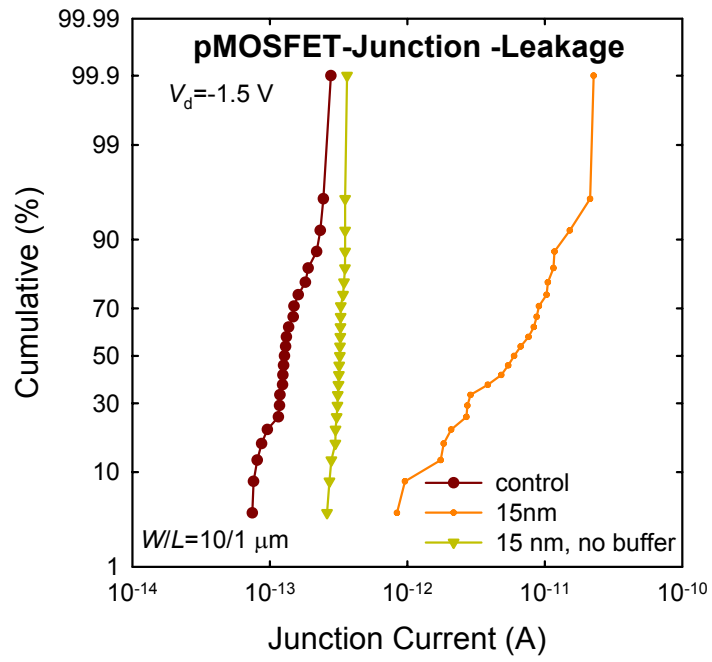 pMOSFET-Junction -Leakage
V_d=-1.5 V
99.99
99.9
99
90
70
50
30
10
1
Cumulative (%)
control
15nm
15 nm, no buffer
W/L=10/1 μm
10^-14
10^-13
10^-12
10^-11
10^-10
Junction Current (A)